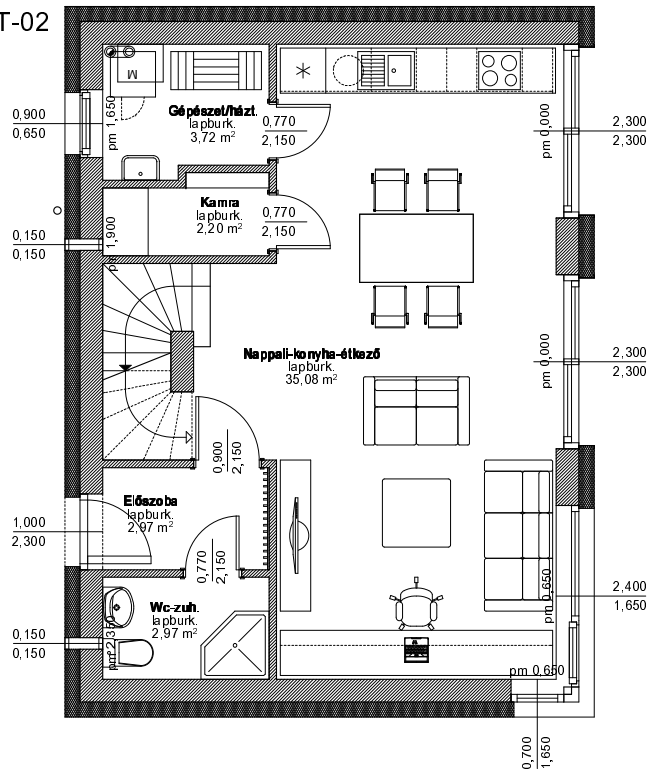 T-02
0,900
0,650
pm 1,650
M
Gépészet/házt.
lapburk.
3,72 m²
0,770
2,150
pm 0,000
2,300
2,300
Kamra
lapburk.
2,20 m²
0,770
2,150
0,150
0,150
pm 1,900
Nappali-konyha-étkező
lapburk.
35,08 m²
pm 0,000
2,300
2,300
0,900
2,150
Előszoba
lapburk.
2,97 m²
1,000
2,300
0,770
2,150
Wc-zuh.
lapburk.
2,97 m²
0,150
0,150
pm 2,350
pm 0,650
2,400
1,650
pm 0,650
0,700
1,650